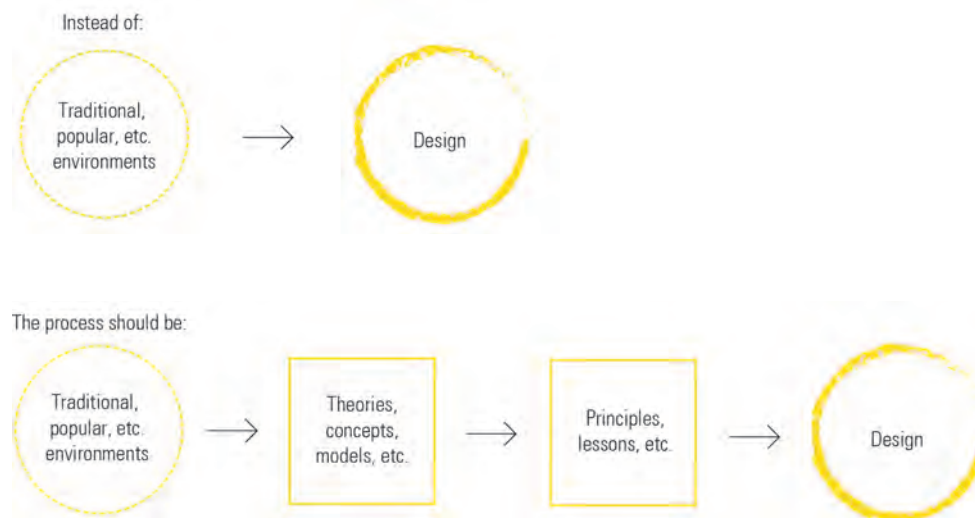 Instead of:
Traditional,
popular, etc.
environments
Design
The process should be:
Traditional,
popular, etc.
environments
Theories,
concepts,
models, etc.
Principles,
lessons, etc.
Design